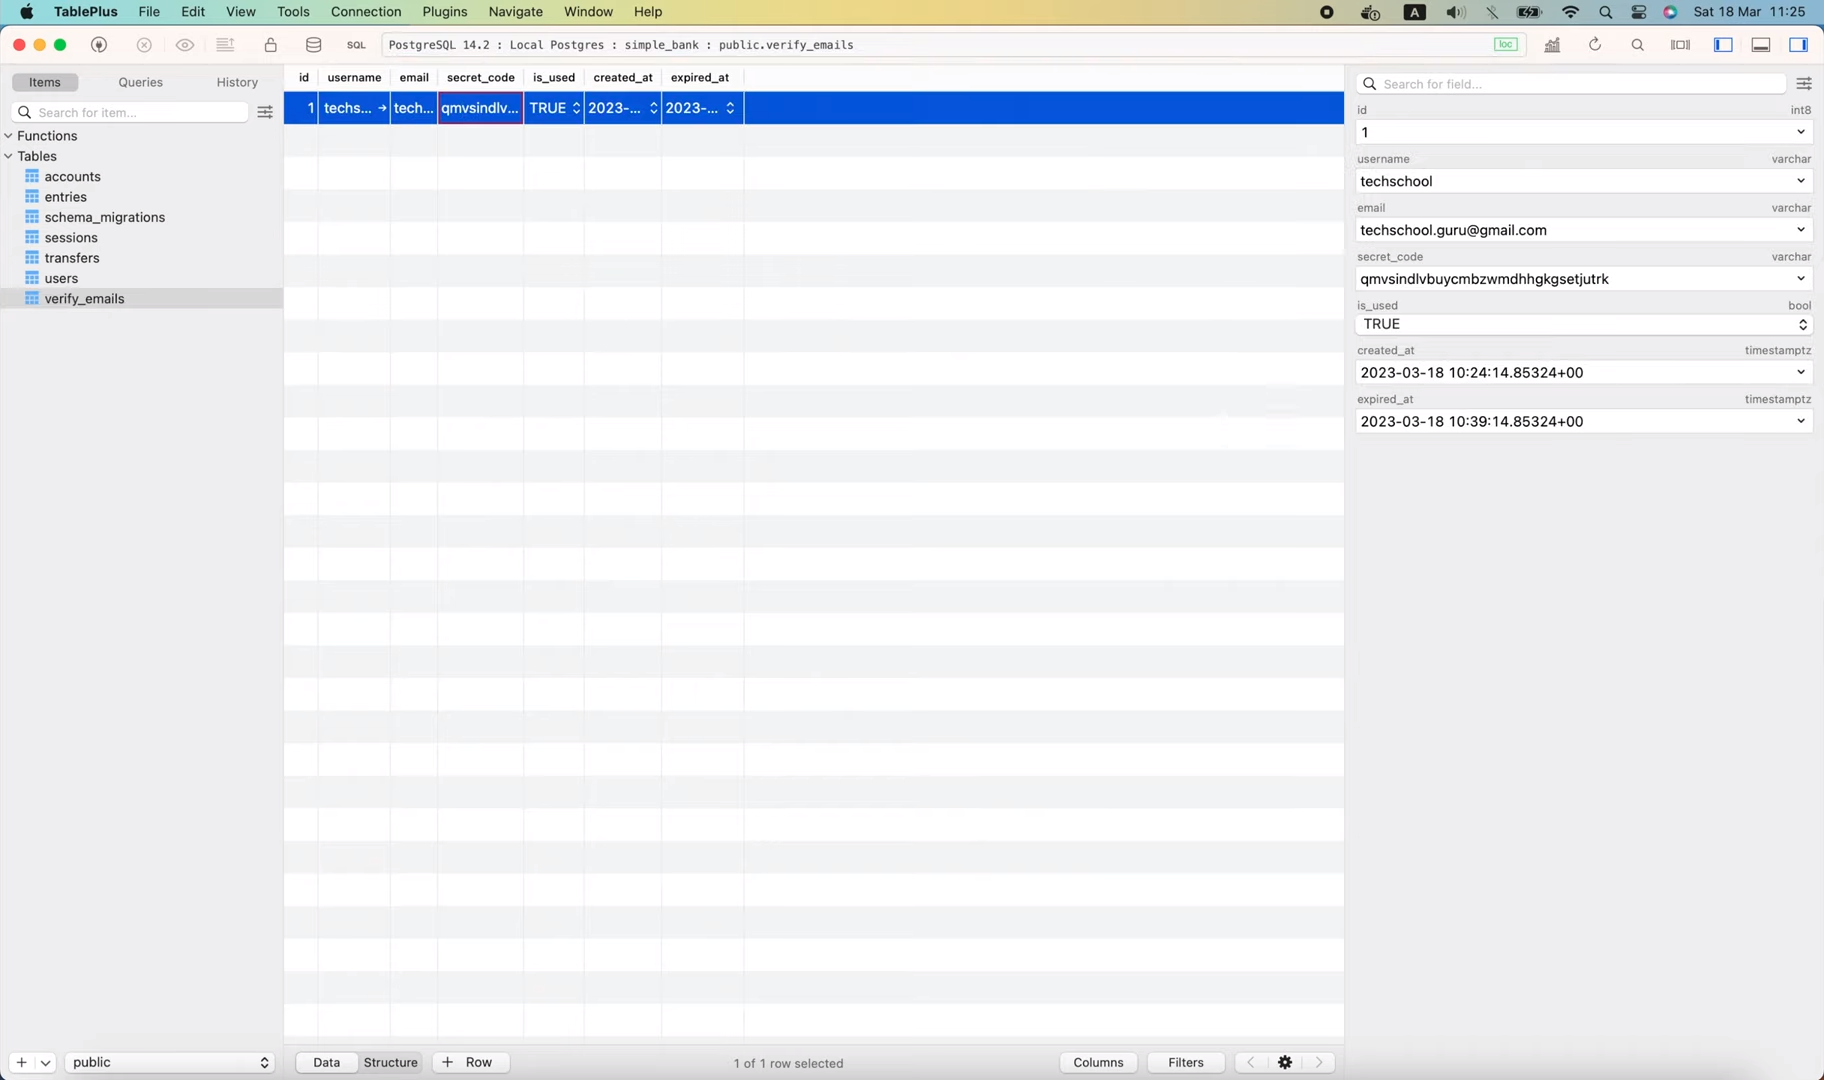 TablePlus File Edit View Tools Connection Plugins Navigate Window Help A Sat 18 Mar 11:25
SQL PostgreSQL 14.2 : Local Postgres : simple_bank : public.verify_emails loc
Items Queries History
Search for item...
Functions
Tables
accounts
entries
schema_migrations
sessions
transfers
users
verify_emails
public
id username email secret_code is_used created_at expired_at
1 techs... tech... qmvsindlv... TRUE 2023-... 2023-...
Data Structure + Row 1 of 1 row selected Columns Filters
Search for field...
id int8
1
username varchar
techschool
email varchar
techschool.guru@gmail.com
secret_code varchar
qmvsindlvbuycmbzwmdhhgkgsetjutrk
is_used bool
TRUE
created_at timestamptz
2023-03-18 10:24:14.85324+00
expired_at timestamptz
2023-03-18 10:39:14.85324+00